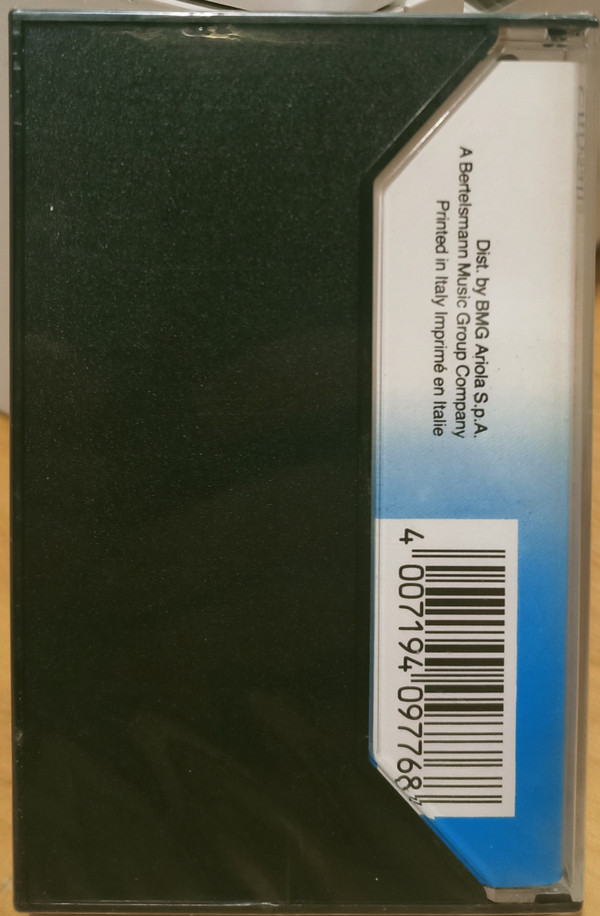 Dist. by BMG Ariola S.p.A.
A Bertelsmann Music Group Company
Printed in Italy Imprimé en Italie
4 007194 097768